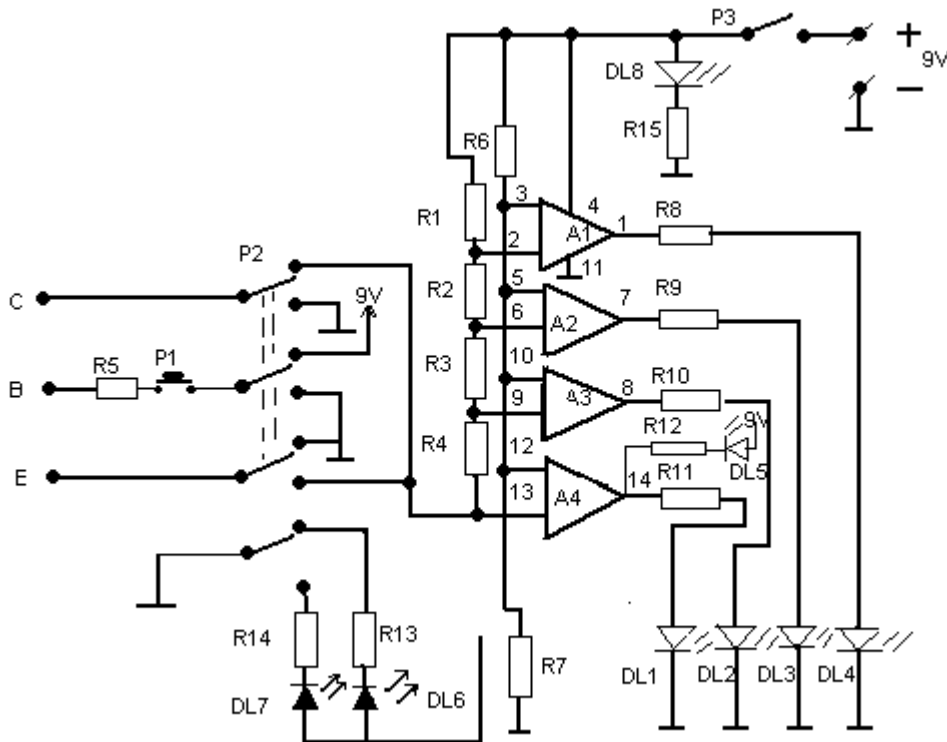 P3
+
9V
−
DL8
R15
R6
R1
3
4
A1
1
R8
2
11
P2
C
9V
R2
5
7
R9
6
A2
R3
10
8
R10
9
A3
R5
P1
B
R4
12
R12
9V
DL5
E
13
A4
14
R11
R14
R13
R7
DL7
DL6
DL1
DL2
DL3
DL4